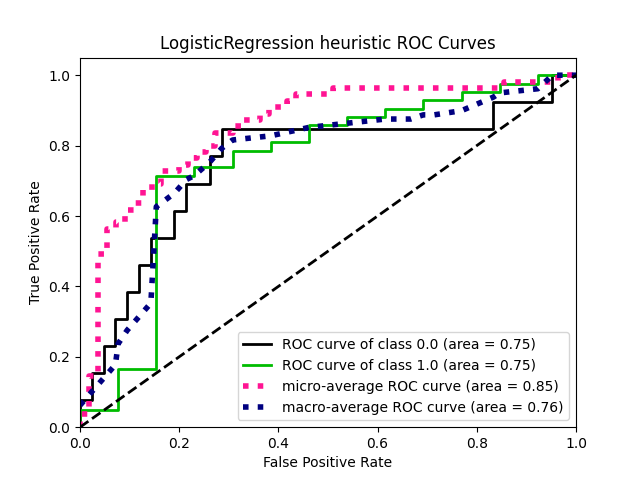 LogisticRegression heuristic ROC Curves
1.0
0.8
0.6
0.4
0.2
0.0
True Positive Rate
ROC curve of class 0.0 (area = 0.75)
ROC curve of class 1.0 (area = 0.75)
micro-average ROC curve (area = 0.85)
macro-average ROC curve (area = 0.76)
0.0 0.2 0.4 0.6 0.8 1.0
False Positive Rate